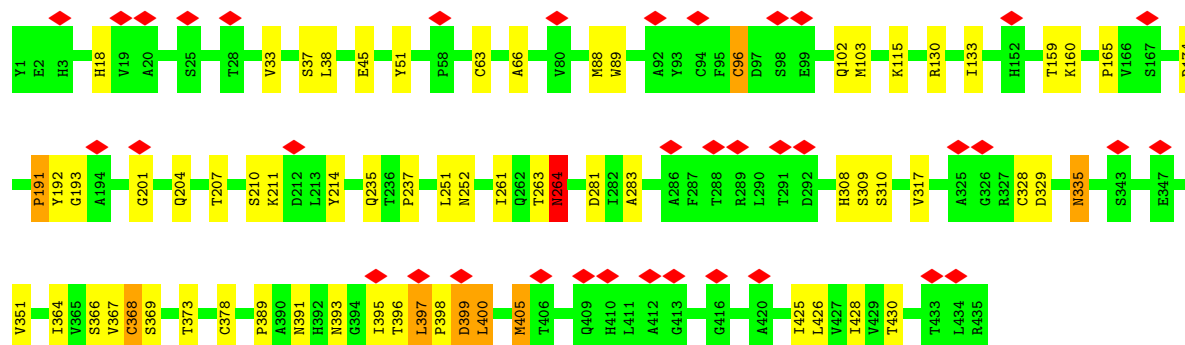 Y1 E2 H3 H18 V19 A20 S25 T28 V33 S37 L38 E45 Y51 P58 C63 A66 V80 M88 W89 A92 Y93 C94 F95 C96 D97 S98 E99 Q102 M103 K115 R130 I133 H152 T159 K160 P165 V166 S167
P191 Y192 G193 A194 G201 Q204 T207 S210 K211 D212 L213 Y214 Q235 T236 P237 L251 N252 I261 Q262 T263 N264 D281 I282 A283 A286 F287 T288 R289 L290 T291 D292 H308 S309 S310 V317 A325 G326 R327 C328 D329 N335 S343 E347
V351 I364 V365 S366 V367 C368 S369 T373 C378 P389 A390 N391 H392 N393 G394 I395 T396 L397 P398 D399 L400 M405 T406 Q409 H410 L411 A412 G413 G416 A420 I425 L426 V427 I428 V429 T430 T433 L434 R435